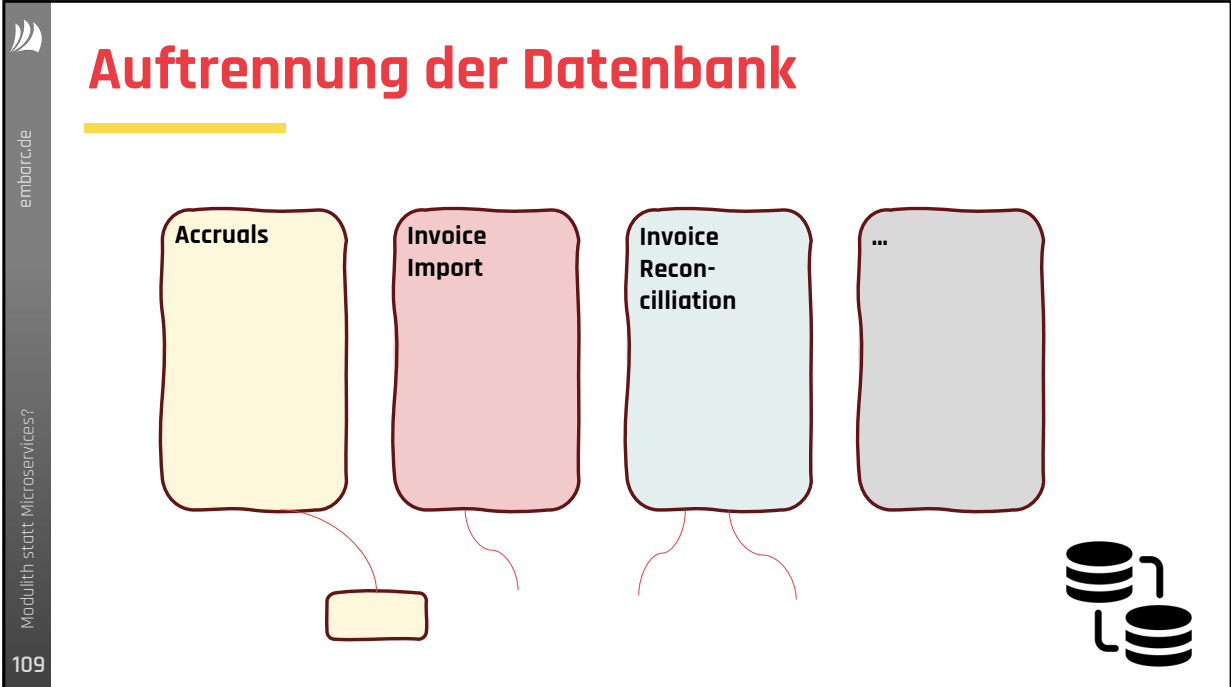 Auftrennung der Datenbank
Accruals
Invoice
Import
Invoice
Recon-
cilliation
...
embarc.de
Modulith statt Microservices?
109